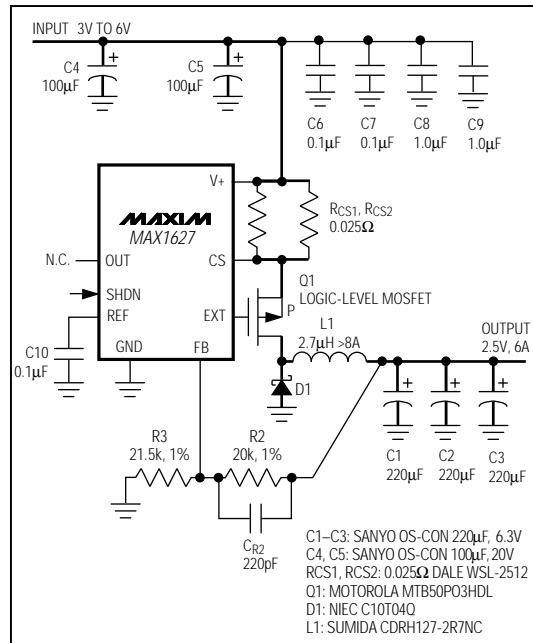 INPUT 3V TO 6V
C4
100µF
C5
100µF
C6
0.1µF
C7
0.1µF
C8
1.0µF
C9
1.0µF
V+
MAXIM
MAX1627
RCS1, RCS2
0.025Ω
N.C.
OUT
CS
Q1
LOGIC-LEVEL MOSFET
SHDN
REF
EXT
P
L1
2.7µH >8A
OUTPUT
2.5V, 6A
C10
0.1µF
GND
FB
D1
C1
220µF
C2
220µF
C3
220µF
R3
21.5k, 1%
R2
20k, 1%
CR2
220pF
C1–C3: SANYO OS-CON 220µF, 6.3V
C4, C5: SANYO OS-CON 100µF, 20V
RCS1, RCS2: 0.025Ω DALE WSL-2512
Q1: MOTOROLA MTB50PO3HDL
D1: NIEC C10T04Q
L1: SUMIDA CDRH127-2R7NC